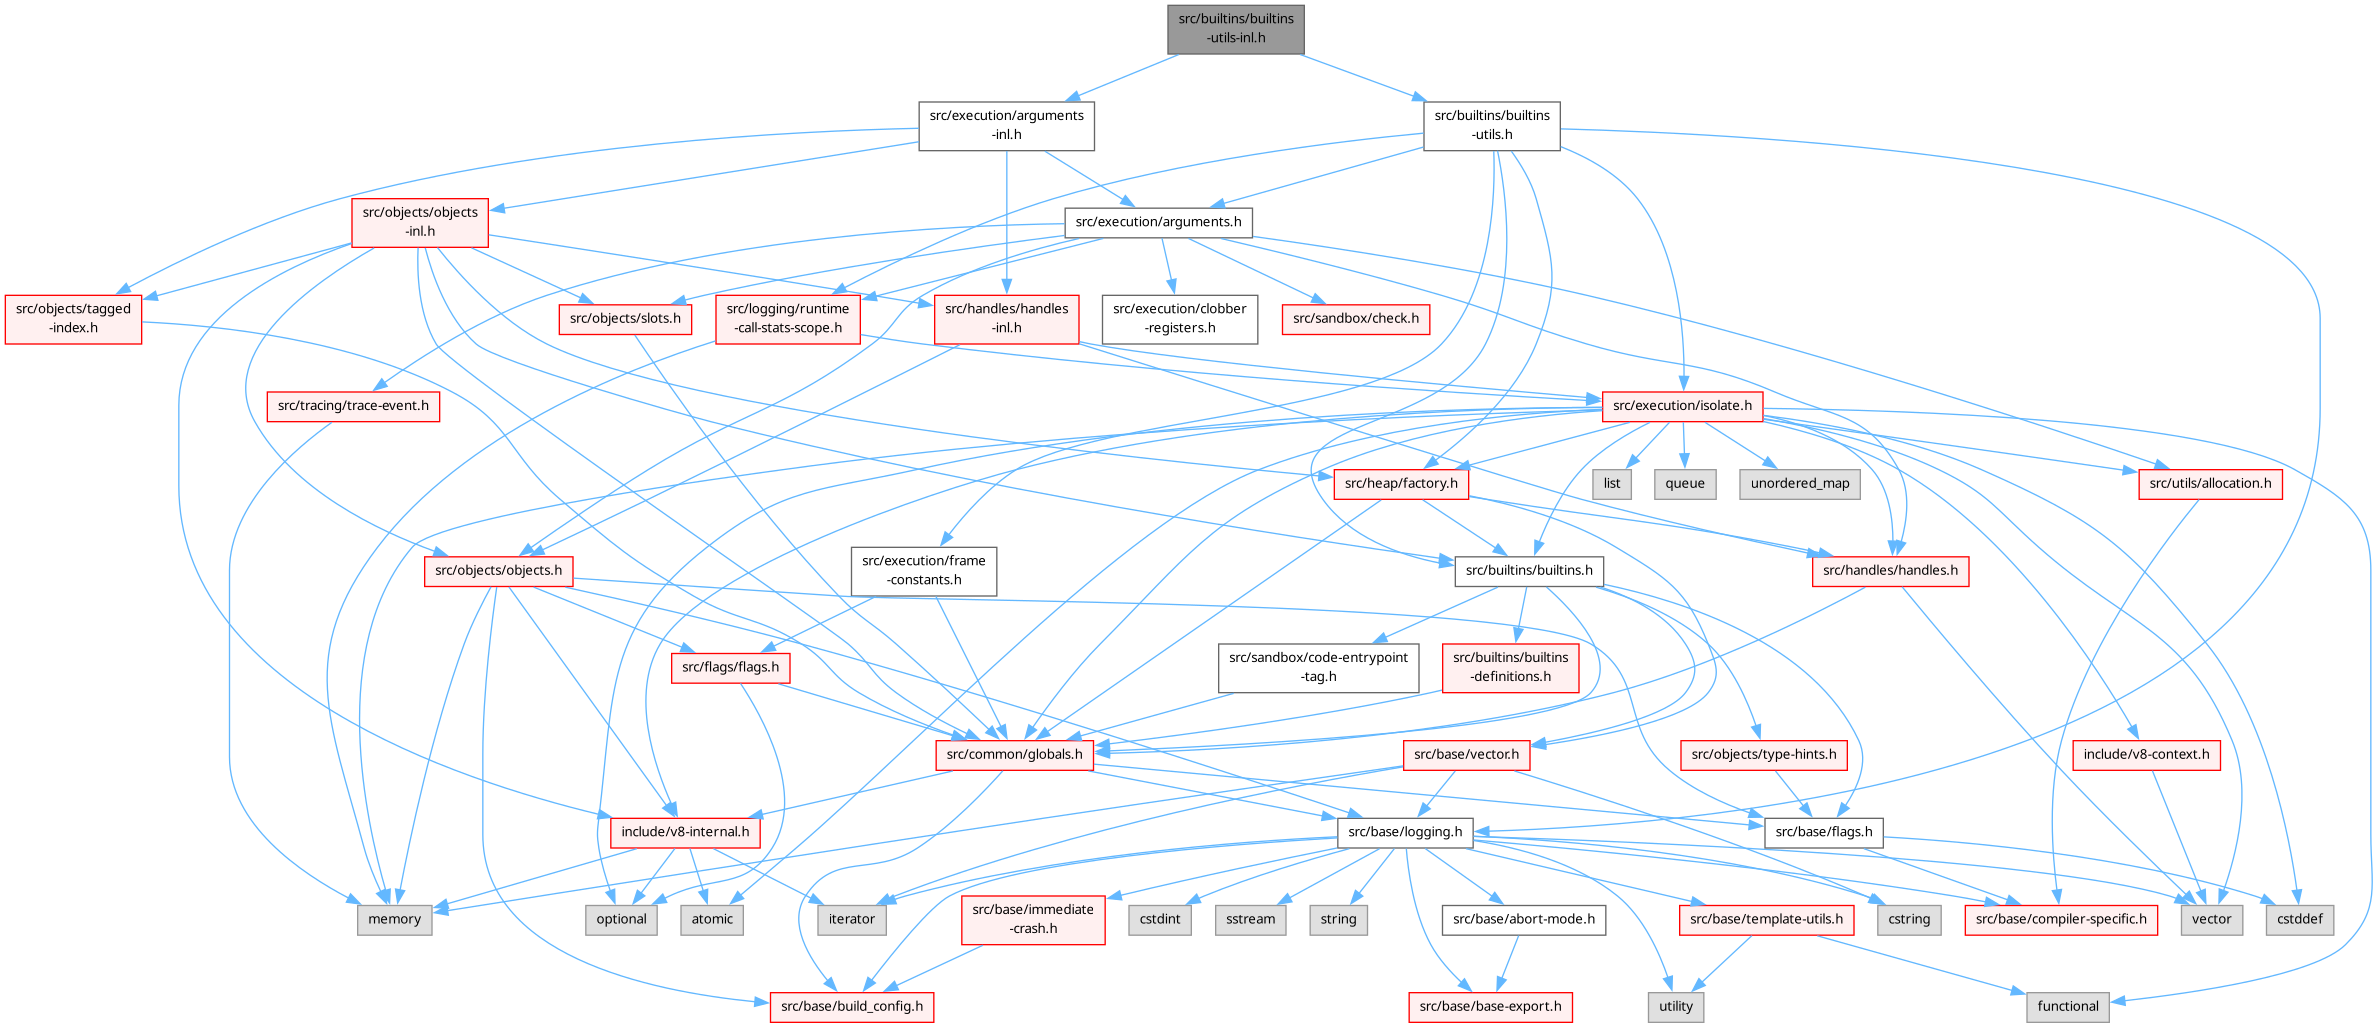 src/builtins/builtins
-utils-inl.h
src/execution/arguments
-inl.h
src/builtins/builtins
-utils.h
src/objects/objects
-inl.h
src/execution/arguments.h
src/objects/tagged
-index.h
src/objects/slots.h
src/logging/runtime
-call-stats-scope.h
src/handles/handles
-inl.h
src/execution/clobber
-registers.h
src/sandbox/check.h
src/tracing/trace-event.h
src/execution/isolate.h
src/heap/factory.h
list
queue
unordered_map
src/utils/allocation.h
src/objects/objects.h
src/execution/frame
-constants.h
src/builtins/builtins.h
src/handles/handles.h
src/flags/flags.h
src/sandbox/code-entrypoint
-tag.h
src/builtins/builtins
-definitions.h
src/common/globals.h
src/base/vector.h
src/objects/type-hints.h
include/v8-context.h
include/v8-internal.h
src/base/logging.h
src/base/flags.h
memory
optional
atomic
iterator
src/base/immediate
-crash.h
cstdint
sstream
string
src/base/abort-mode.h
src/base/template-utils.h
cstring
src/base/compiler-specific.h
vector
cstddef
src/base/build_config.h
src/base/base-export.h
utility
functional